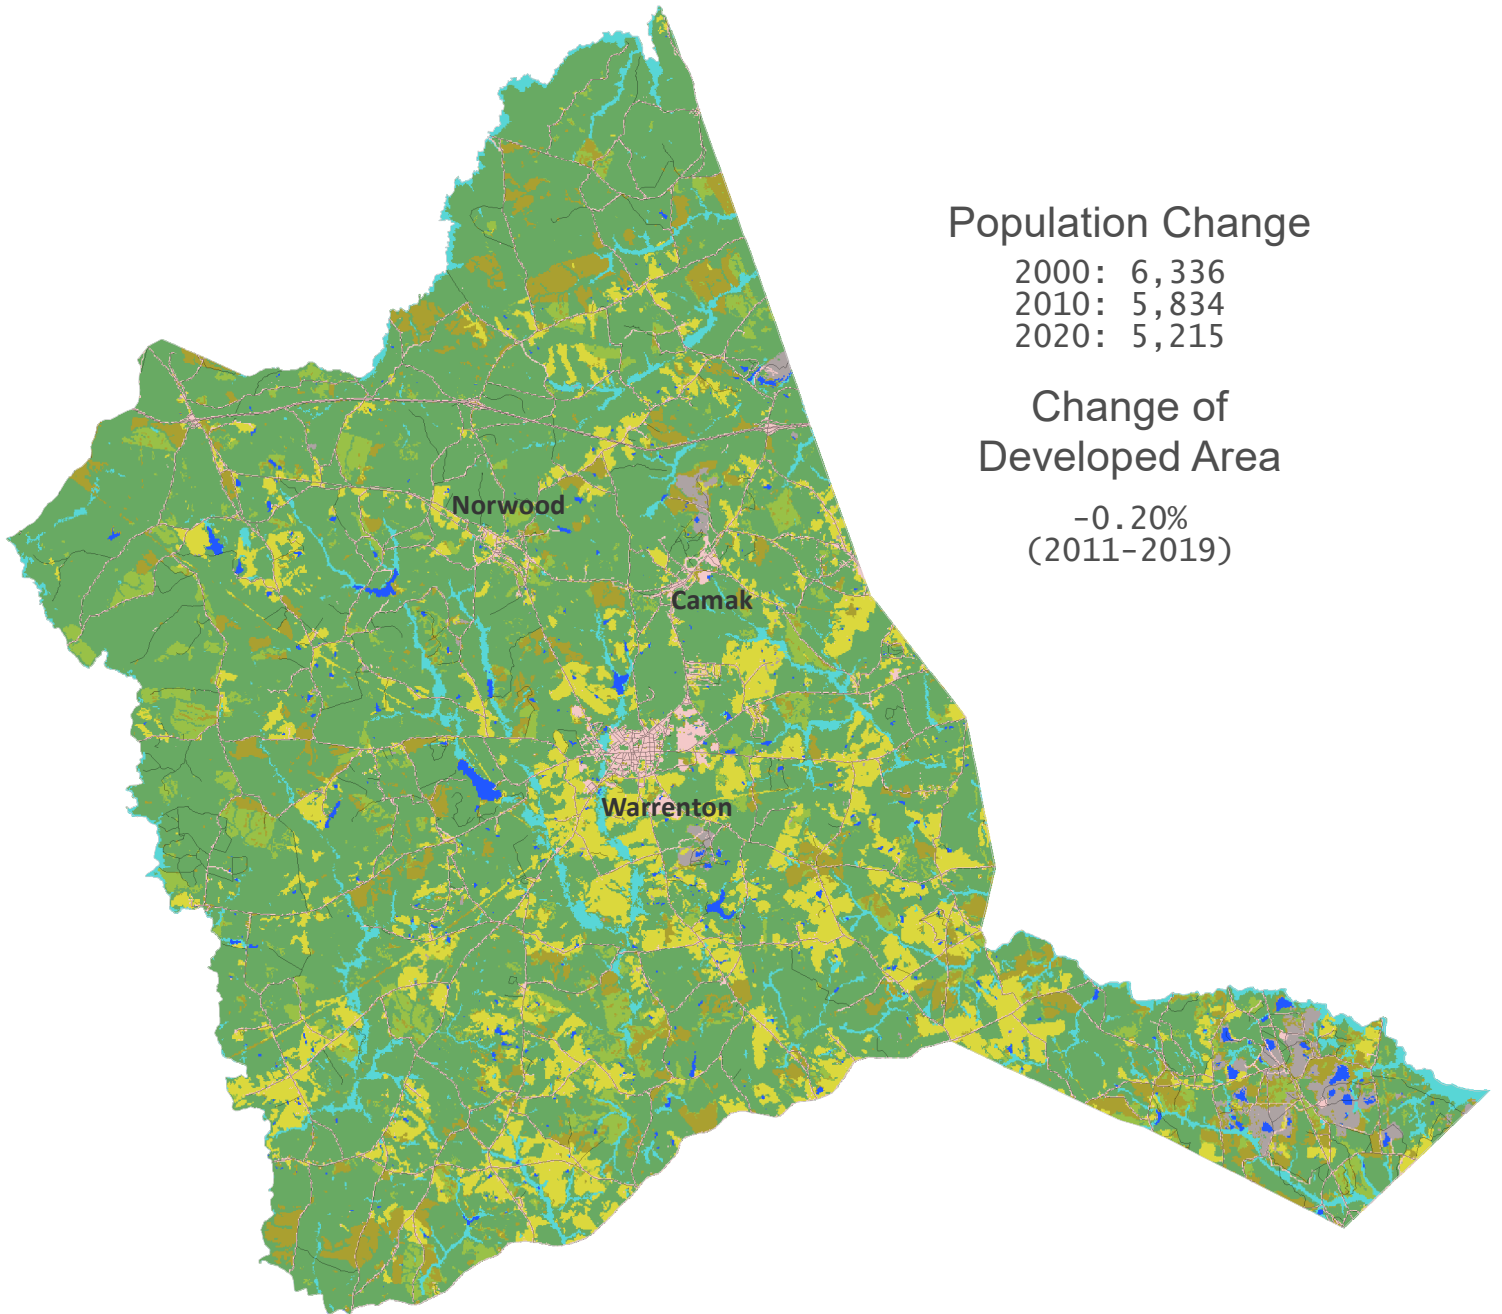 Population Change
2000: 6,336
2010: 5,834
2020: 5,215
Change of
Developed Area
-0.20%
(2011-2019)
Norwood
Camak
Warrenton